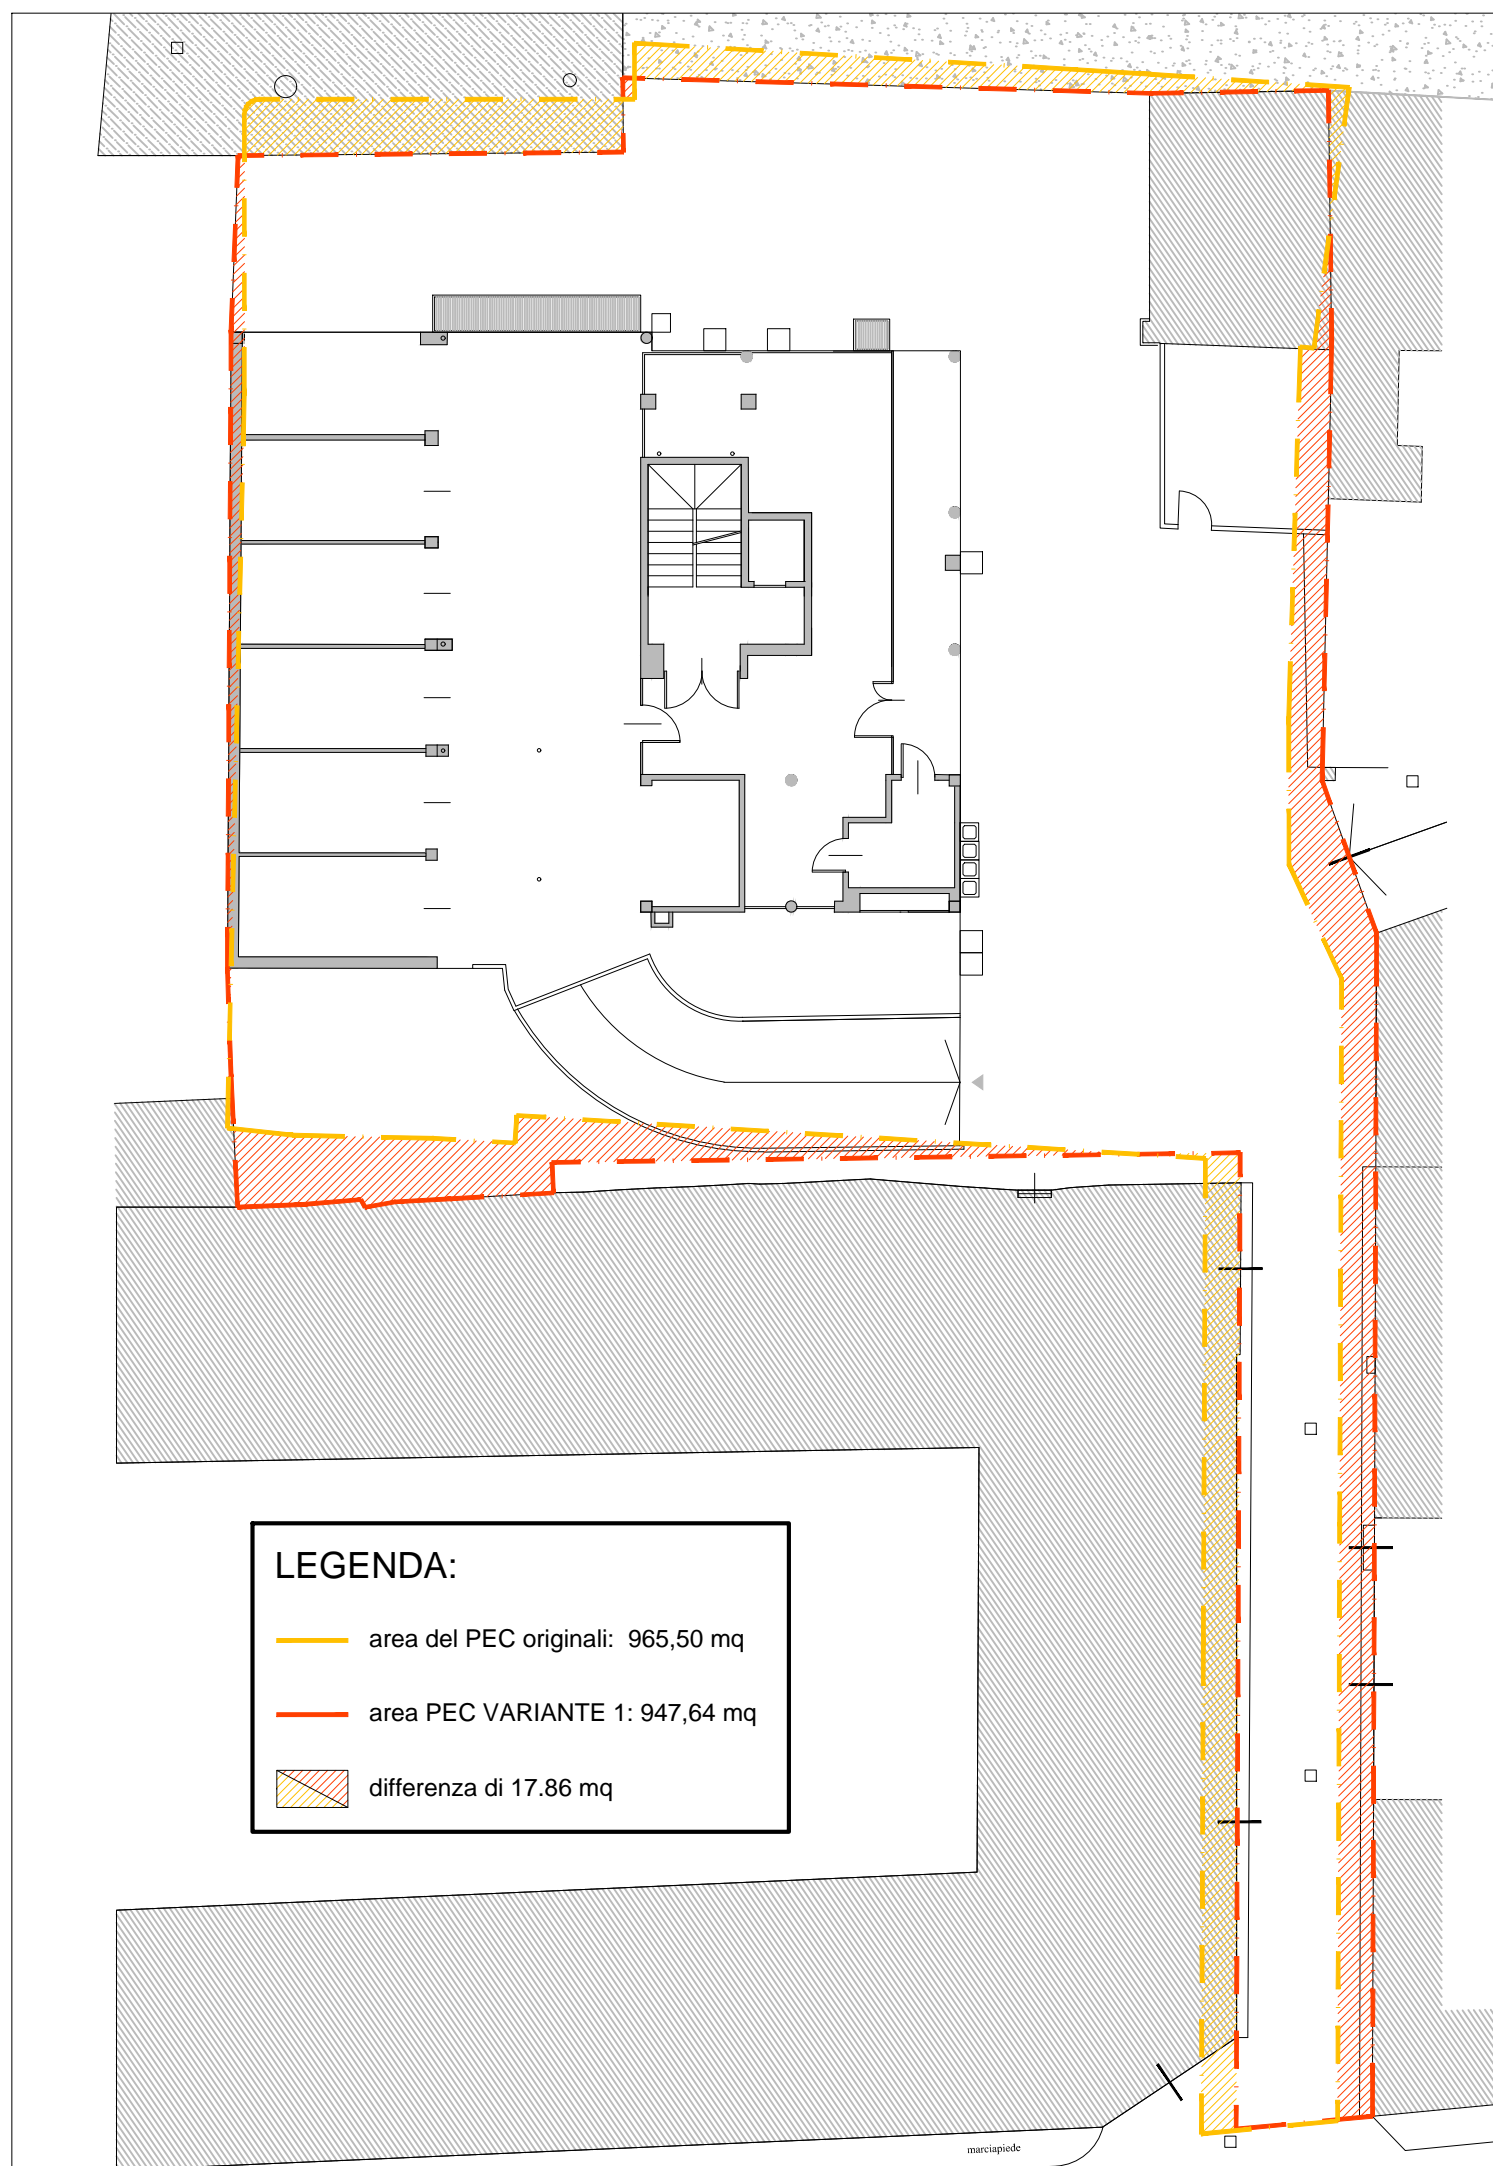 LEGENDA:
area del PEC originali: 965,50 mq
area PEC VARIANTE 1: 947,64 mq
differenza di 17.86 mq
marciapiede